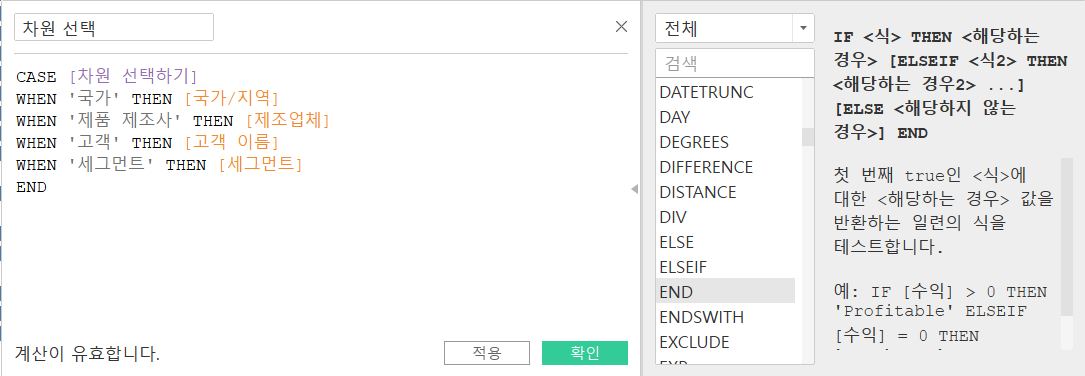 차원 선택
CASE [차원 선택하기]
WHEN '국가' THEN [국가/지역]
WHEN '제품 제조사' THEN [제조업체]
WHEN '고객' THEN [고객 이름]
WHEN '세그먼트' THEN [세그먼트]
END
계산이 유효합니다.
적용
확인
전체
검색
DATETRUNC
DAY
DEGREES
DIFFERENCE
DISTANCE
DIV
ELSE
ELSEIF
END
ENDSWITH
EXCLUDE
EXP
IF <식> THEN <해당하는
경우> [ELSEIF <식2> THEN
<해당하는 경우2> ...]
[ELSE <해당하지 않는
경우>] END
첫 번째 true인 <식>에
대한 <해당하는 경우> 값을
반환하는 일련의 식을
테스트합니다.
예: IF [수익] > 0 THEN
'Profitable' ELSEIF
[수익] = 0 THEN